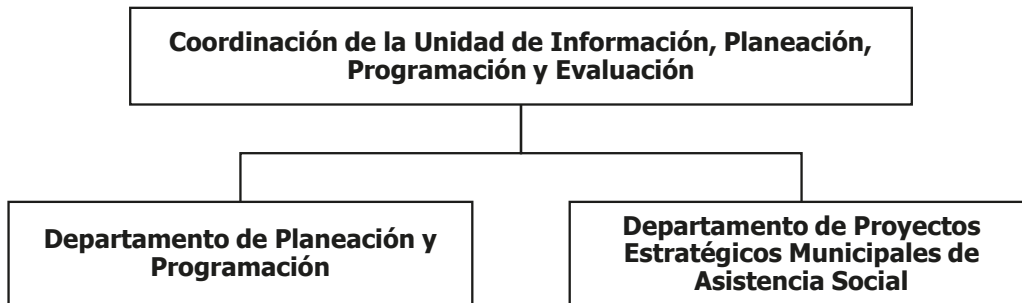 Coordinación de la Unidad de Información, Planeación,
Programación y Evaluación
Departamento de Planeación y
Programación
Departamento de Proyectos
Estratégicos Municipales de
Asistencia Social